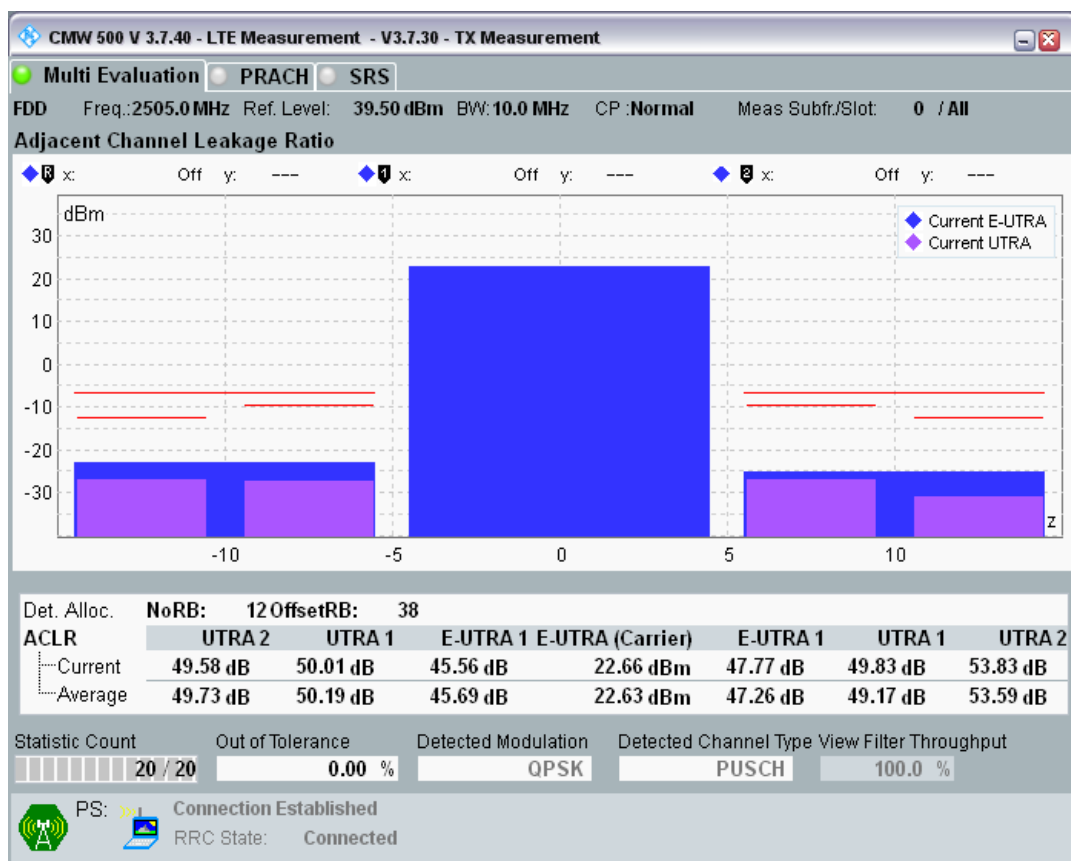 CMW 500 V 3.7.40 - LTE Measurement - V3.7.30 - TX Measurement
Multi Evaluation PRACH SRS
FDD Freq.:2505.0 MHz Ref. Level: 39.50 dBm BW: 10.0 MHz CP :Normal Meas Subfr./Slot: 0 / All
Adjacent Channel Leakage Ratio
R x: Off y: --- 1 x: Off y: --- 2 x: Off y: ---
dBm
Current E-UTRA
Current UTRA
30
20
10
0
-10
-20
-30
z
-10 -5 0 5 10
Det. Alloc. NoRB: 12 OffsetRB: 38
ACLR UTRA 2 UTRA 1 E-UTRA 1 E-UTRA (Carrier) E-UTRA 1 UTRA 1 UTRA 2
Current 49.58 dB 50.01 dB 45.56 dB 22.66 dBm 47.77 dB 49.83 dB 53.83 dB
Average 49.73 dB 50.19 dB 45.69 dB 22.63 dBm 47.26 dB 49.17 dB 53.59 dB
Statistic Count Out of Tolerance Detected Modulation Detected Channel Type View Filter Throughput
20 / 20 0.00 % QPSK PUSCH 100.0 %
PS: Connection Established
RRC State: Connected